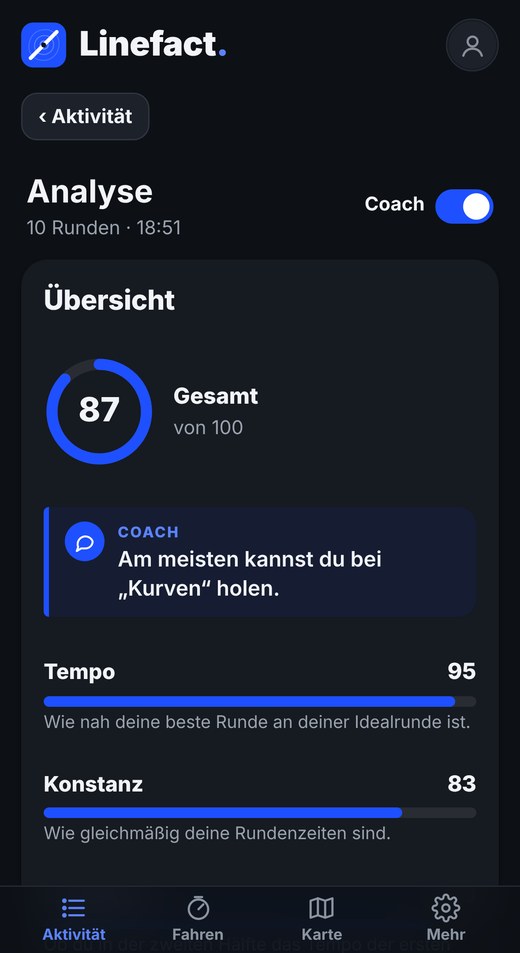 Linefact.
‹ Aktivität
Analyse
10 Runden · 18:51
Coach
Übersicht
87
Gesamt
von 100
COACH
Am meisten kannst du bei
„Kurven“ holen.
Tempo 95
Wie nah deine beste Runde an deiner Idealrunde ist.
Konstanz 83
Wie gleichmäßig deine Rundenzeiten sind.
Aktivität Fahren Karte Mehr